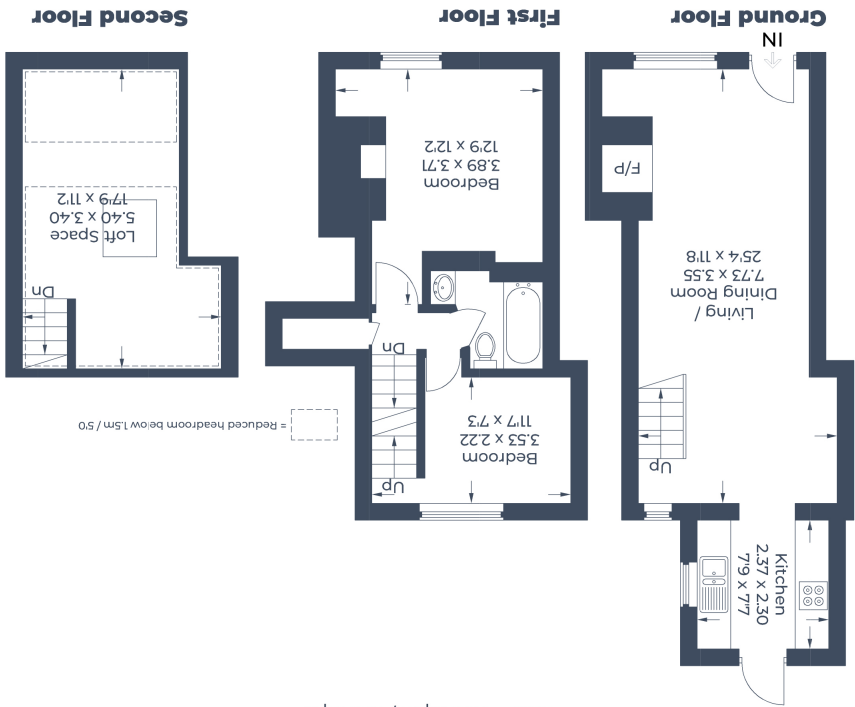 = Reduced headroom below 1.5m / 5'0
Kitchen
2.37 x 2.30
7'9 x 7'7
Up
Living /
Dining Room
7.73 x 3.55
25'4 x 11'8
F/P
IN
Ground Floor
Up
Bedroom
3.53 x 2.22
11'7 x 7'3
Dn
Bedroom
3.89 x 3.71
12'9 x 12'2
First Floor
Dn
Loft Space
5.40 x 3.40
17'9 x 11'2
Second Floor